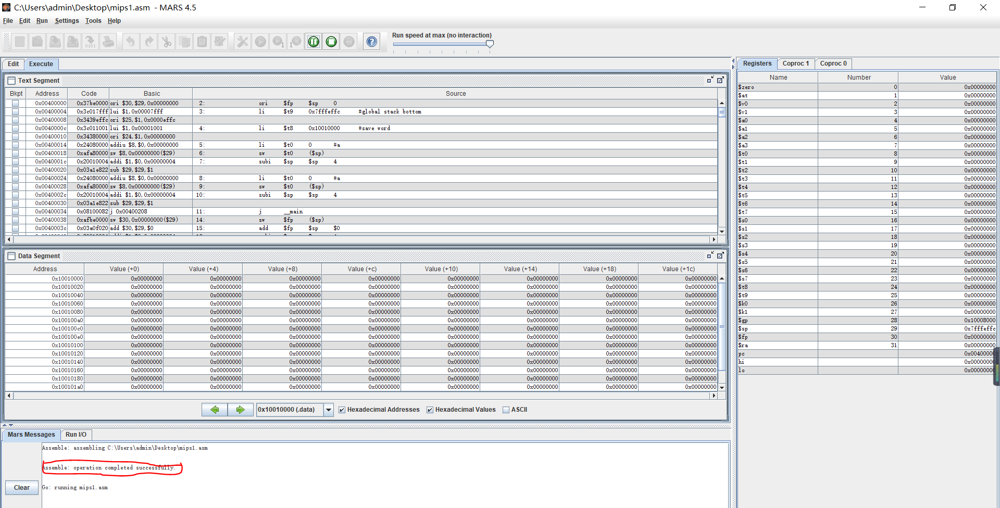 C:\Users\admin\Desktop\mips1.asm - MARS 4.5
File Edit Run Settings Tools Help
Run speed at max (no interaction)
Edit Execute
Text Segment
Bkpt Address Code Basic Source
0x00400000 0x37be0000 ori $30,$29,0x00000000 2: ori $fp $sp 0
0x00400004 0x3c017fff lui $1,0x00007fff 3: li $t9 0x7fffeffc #global stack bottom
0x00400008 0x3439effc ori $25,$1,0x0000effc
0x0040000c 0x3c011001 lui $1,0x00001001 4: li $t8 0x10010000 #save word
0x00400010 0x34380000 ori $24,$1,0x00000000
0x00400014 0x24080000 addiu $8,$0,0x00000000 5: li $t0 0 #a
0x00400018 0xafa80000 sw $8,0x00000000($29) 6: sw $t0 ($sp)
0x0040001c 0x20010004 addi $1,$0,0x00000004 7: subi $sp $sp 4
0x00400020 0x03a1e822 sub $29,$29,$1
0x00400024 0x24080000 addiu $8,$0,0x00000000 8: li $t0 0 #a
0x00400028 0xafa80000 sw $8,0x00000000($29) 9: sw $t0 ($sp)
0x0040002c 0x20010004 addi $1,$0,0x00000004 10: subi $sp $sp 4
0x00400030 0x03a1e822 sub $29,$29,$1
0x00400034 0x08100082 j 0x00400208 11: j __main
0x00400038 0xafbe0000 sw $30,0x00000000($29) 14: sw $fp ($sp)
0x0040003c 0x03a0f020 add $30,$29,$0 15: add $fp $sp $0
Data Segment
Address Value (+0) Value (+4) Value (+8) Value (+c) Value (+10) Value (+14) Value (+18) Value (+1c)
0x10010000 0x00000000 0x00000000 0x00000000 0x00000000 0x00000000 0x00000000 0x00000000 0x00000000
0x10010020 0x00000000 0x00000000 0x00000000 0x00000000 0x00000000 0x00000000 0x00000000 0x00000000
0x10010040 0x00000000 0x00000000 0x00000000 0x00000000 0x00000000 0x00000000 0x00000000 0x00000000
0x10010060 0x00000000 0x00000000 0x00000000 0x00000000 0x00000000 0x00000000 0x00000000 0x00000000
0x10010080 0x00000000 0x00000000 0x00000000 0x00000000 0x00000000 0x00000000 0x00000000 0x00000000
0x100100a0 0x00000000 0x00000000 0x00000000 0x00000000 0x00000000 0x00000000 0x00000000 0x00000000
0x100100c0 0x00000000 0x00000000 0x00000000 0x00000000 0x00000000 0x00000000 0x00000000 0x00000000
0x100100e0 0x00000000 0x00000000 0x00000000 0x00000000 0x00000000 0x00000000 0x00000000 0x00000000
0x10010100 0x00000000 0x00000000 0x00000000 0x00000000 0x00000000 0x00000000 0x00000000 0x00000000
0x10010120 0x00000000 0x00000000 0x00000000 0x00000000 0x00000000 0x00000000 0x00000000 0x00000000
0x10010140 0x00000000 0x00000000 0x00000000 0x00000000 0x00000000 0x00000000 0x00000000 0x00000000
0x10010160 0x00000000 0x00000000 0x00000000 0x00000000 0x00000000 0x00000000 0x00000000 0x00000000
0x10010180 0x00000000 0x00000000 0x00000000 0x00000000 0x00000000 0x00000000 0x00000000 0x00000000
0x100101a0 0x00000000 0x00000000 0x00000000 0x00000000 0x00000000 0x00000000 0x00000000 0x00000000
0x10010000 (.data) Hexadecimal Addresses Hexadecimal Values ASCII
Mars Messages Run I/O
Assemble: assembling C:\Users\admin\Desktop\mips1.asm
Assemble: operation completed successfully.
Go: running mips1.asm
Clear
Registers Coproc 1 Coproc 0
Name Number Value
$zero 0 0x00000000
$at 1 0x00000000
$v0 2 0x00000000
$v1 3 0x00000000
$a0 4 0x00000000
$a1 5 0x00000000
$a2 6 0x00000000
$a3 7 0x00000000
$t0 8 0x00000000
$t1 9 0x00000000
$t2 10 0x00000000
$t3 11 0x00000000
$t4 12 0x00000000
$t5 13 0x00000000
$t6 14 0x00000000
$t7 15 0x00000000
$s0 16 0x00000000
$s1 17 0x00000000
$s2 18 0x00000000
$s3 19 0x00000000
$s4 20 0x00000000
$s5 21 0x00000000
$s6 22 0x00000000
$s7 23 0x00000000
$t8 24 0x00000000
$t9 25 0x00000000
$k0 26 0x00000000
$k1 27 0x00000000
$gp 28 0x10008000
$sp 29 0x7fffeffc
$fp 30 0x00000000
$ra 31 0x00000000
pc 0x00400000
hi 0x00000000
lo 0x00000000